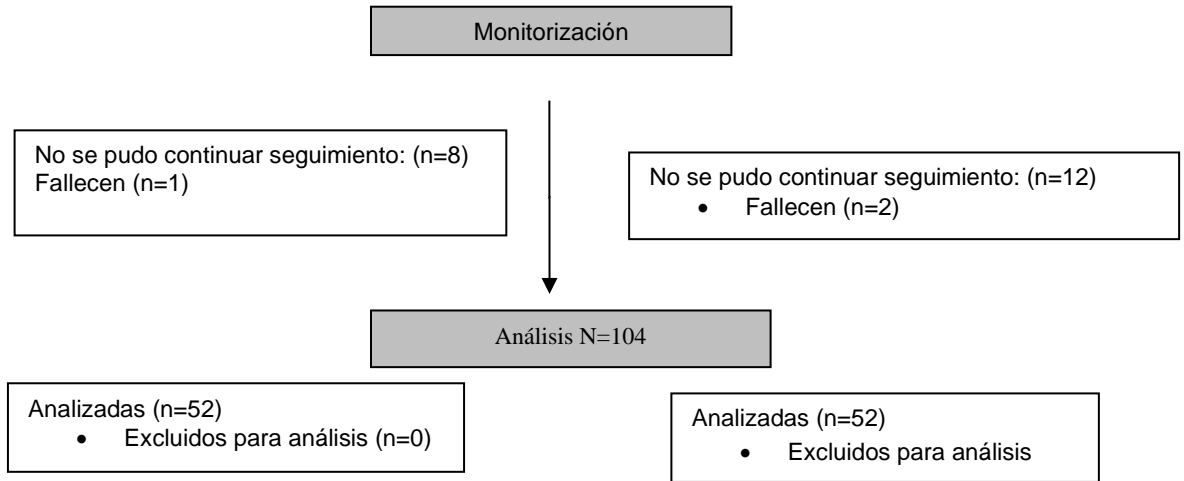 Monitorización
No se pudo continuar seguimiento: (n=8)
Fallecen (n=1)
No se pudo continuar seguimiento: (n=12)
• Fallecen (n=2)
Análisis N=104
Analizadas (n=52)
• Excluidos para análisis (n=0)
Analizadas (n=52)
• Excluidos para análisis